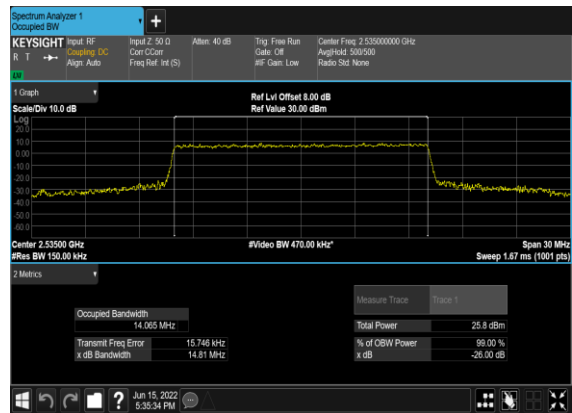 Spectrum Analyzer 1
Occupied BW
+
KEYSIGHT Input: RF Input Z: 50 Ω Atten: 40 dB Trig: Free Run Center Freq: 2.535000000 GHz
R T Coupling: DC Corr CCorr Gate: Off Avg|Hold: 500/500
Align: Auto Freq Ref: Int (S) #IF Gain: Low Radio Std: None
1 Graph
Ref Lvl Offset 8.00 dB
Scale/Div 10.0 dB Ref Value 30.00 dBm
Log
20.0
10.0
0.00
-10.0
-20.0
-30.0
-40.0
-50.0
-60.0
Center 2.53500 GHz #Video BW 470.00 kHz* Span 30 MHz
#Res BW 150.00 kHz Sweep 1.67 ms (1001 pts)
2 Metrics
Measure Trace Trace 1
Occupied Bandwidth
14.065 MHz
Total Power 25.8 dBm
Transmit Freq Error 15.746 kHz % of OBW Power 99.00 %
x dB Bandwidth 14.81 MHz x dB -26.00 dB
? Jun 15, 2022
5:35:34 PM